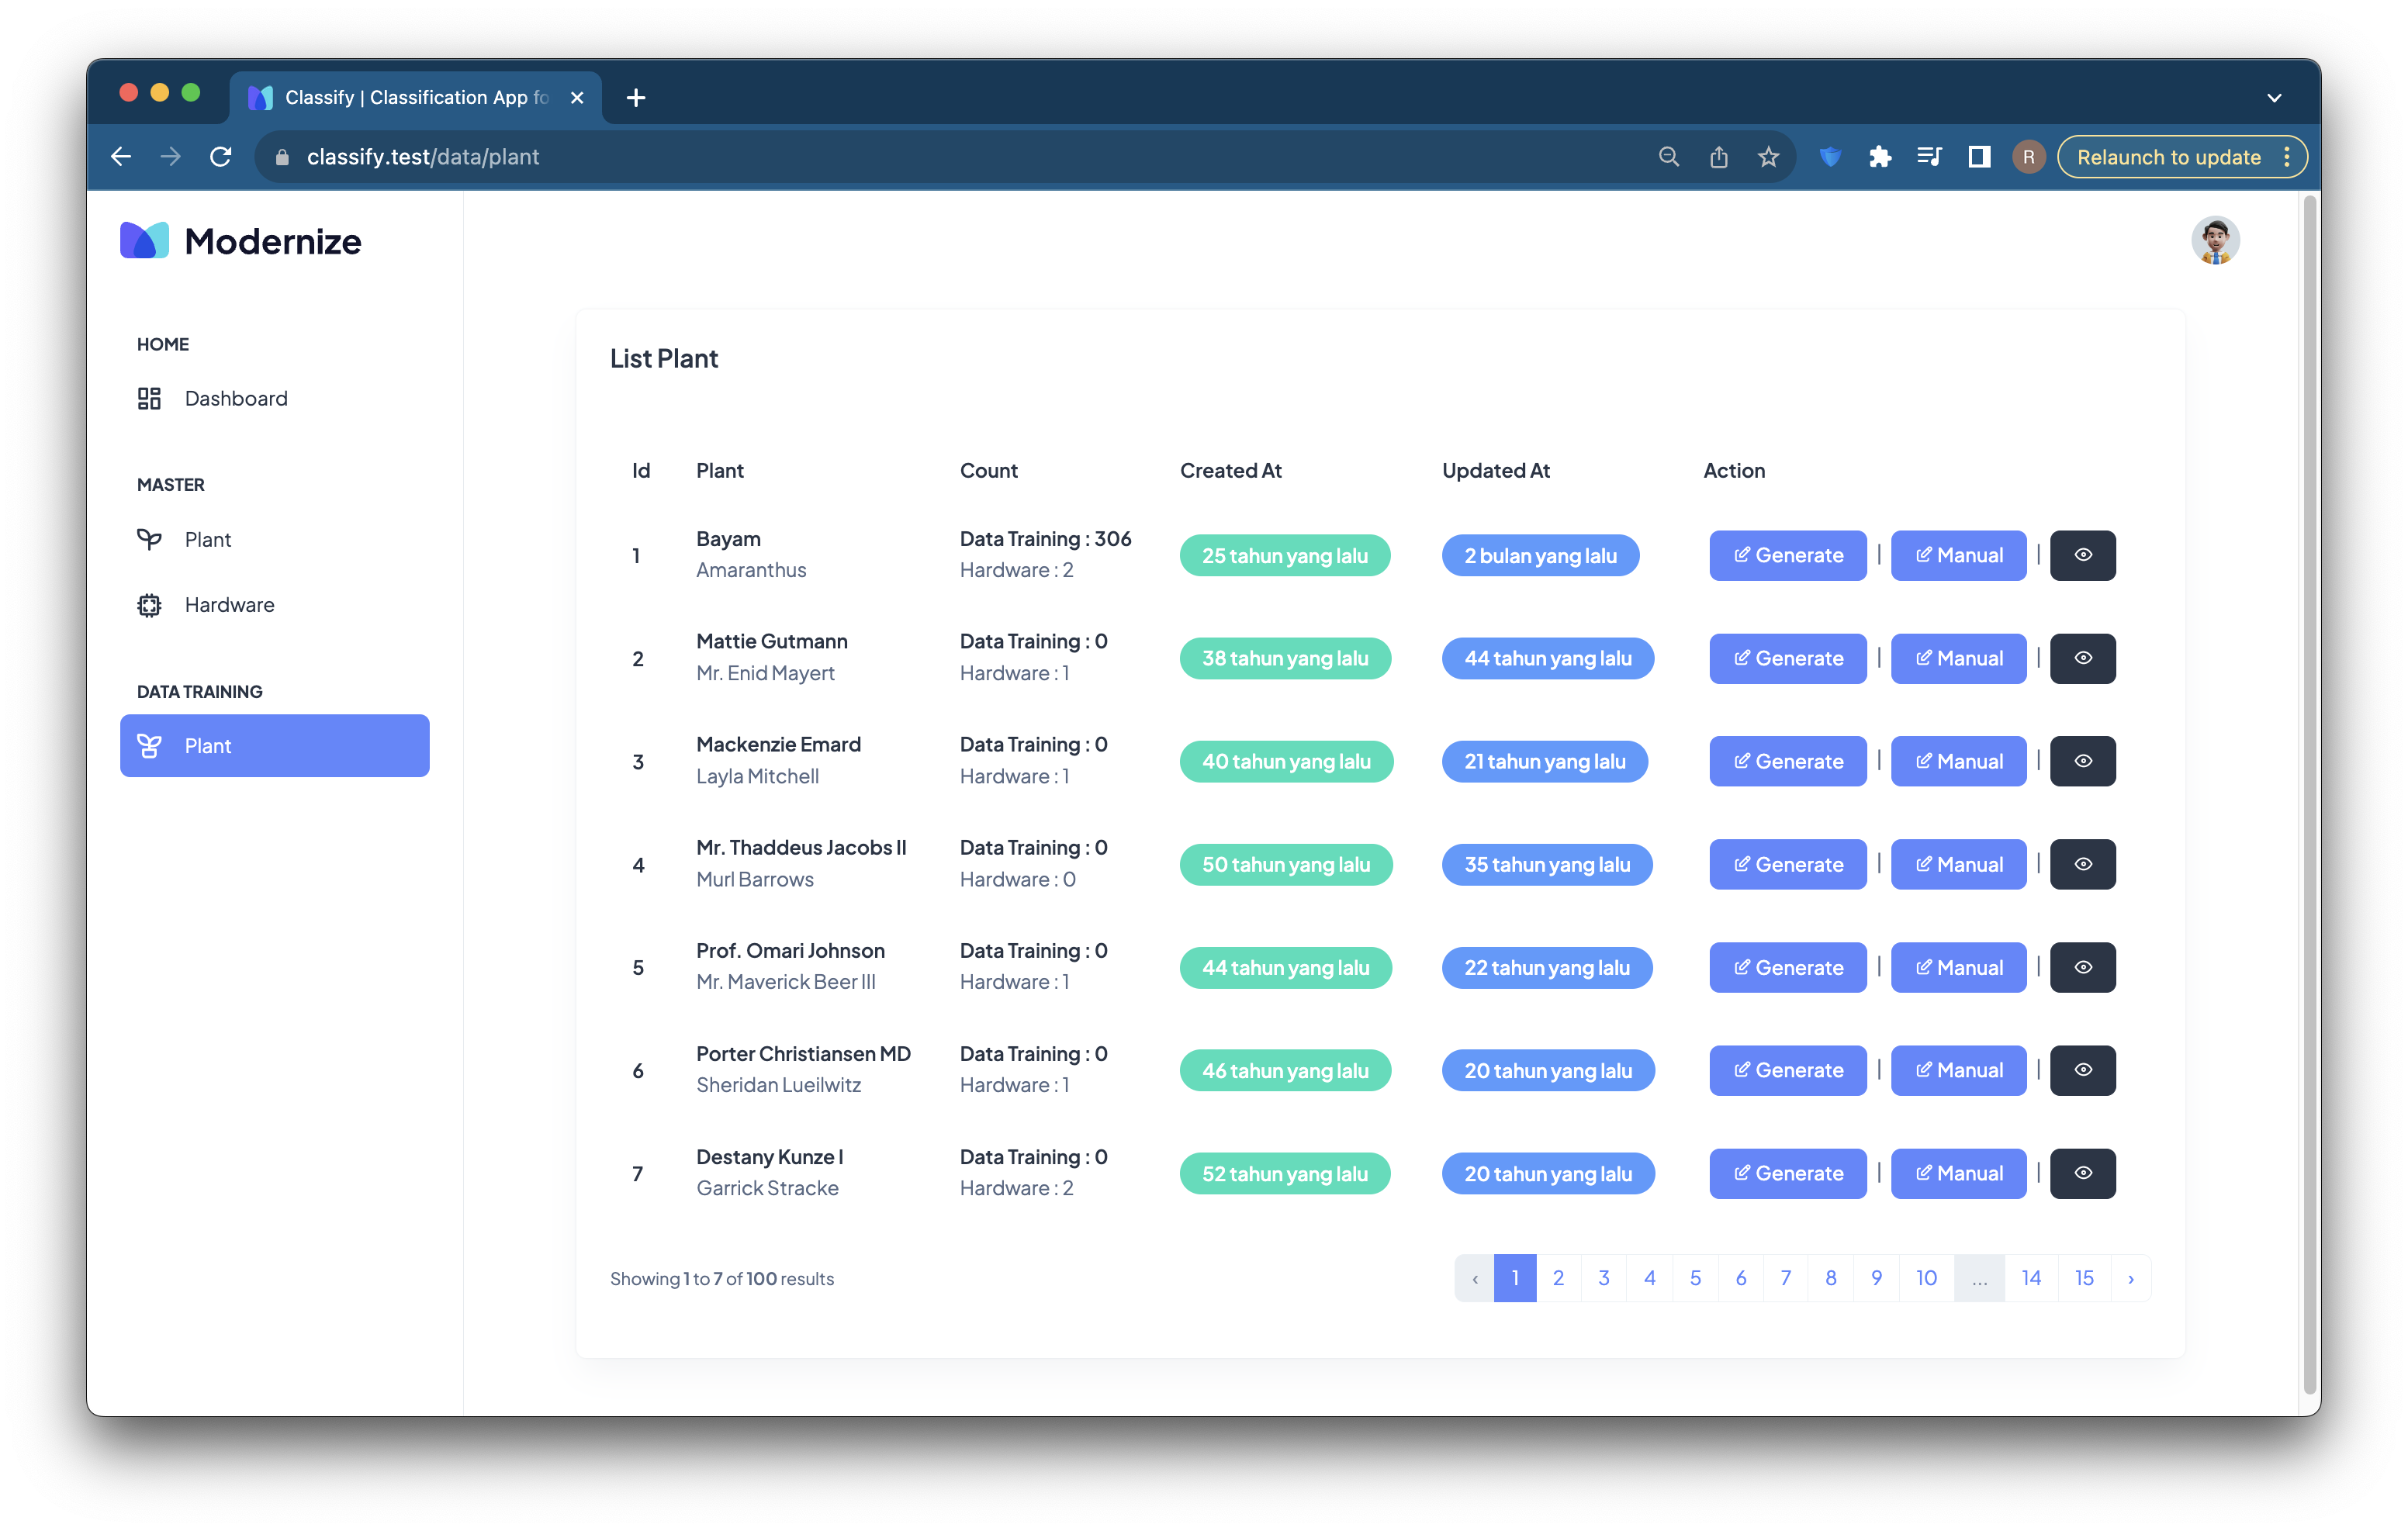 Classify | Classification App fo
classify.test/data/plant
R
Relaunch to update
Modernize
HOME
Dashboard
MASTER
Plant
Hardware
DATA TRAINING
Plant
List Plant
Id Plant Count Created At Updated At Action
1 Bayam Data Training : 306 25 tahun yang lalu 2 bulan yang lalu Generate | Manual |
Amaranthus Hardware : 2
2 Mattie Gutmann Data Training : 0 38 tahun yang lalu 44 tahun yang lalu Generate | Manual |
Mr. Enid Mayert Hardware : 1
3 Mackenzie Emard Data Training : 0 40 tahun yang lalu 21 tahun yang lalu Generate | Manual |
Layla Mitchell Hardware : 1
4 Mr. Thaddeus Jacobs II Data Training : 0 50 tahun yang lalu 35 tahun yang lalu Generate | Manual |
Murl Barrows Hardware : 0
5 Prof. Omari Johnson Data Training : 0 44 tahun yang lalu 22 tahun yang lalu Generate | Manual |
Mr. Maverick Beer III Hardware : 1
6 Porter Christiansen MD Data Training : 0 46 tahun yang lalu 20 tahun yang lalu Generate | Manual |
Sheridan Lueilwitz Hardware : 1
7 Destany Kunze I Data Training : 0 52 tahun yang lalu 20 tahun yang lalu Generate | Manual |
Garrick Stracke Hardware : 2
Showing 1 to 7 of 100 results
‹ 1 2 3 4 5 6 7 8 9 10 ... 14 15 ›